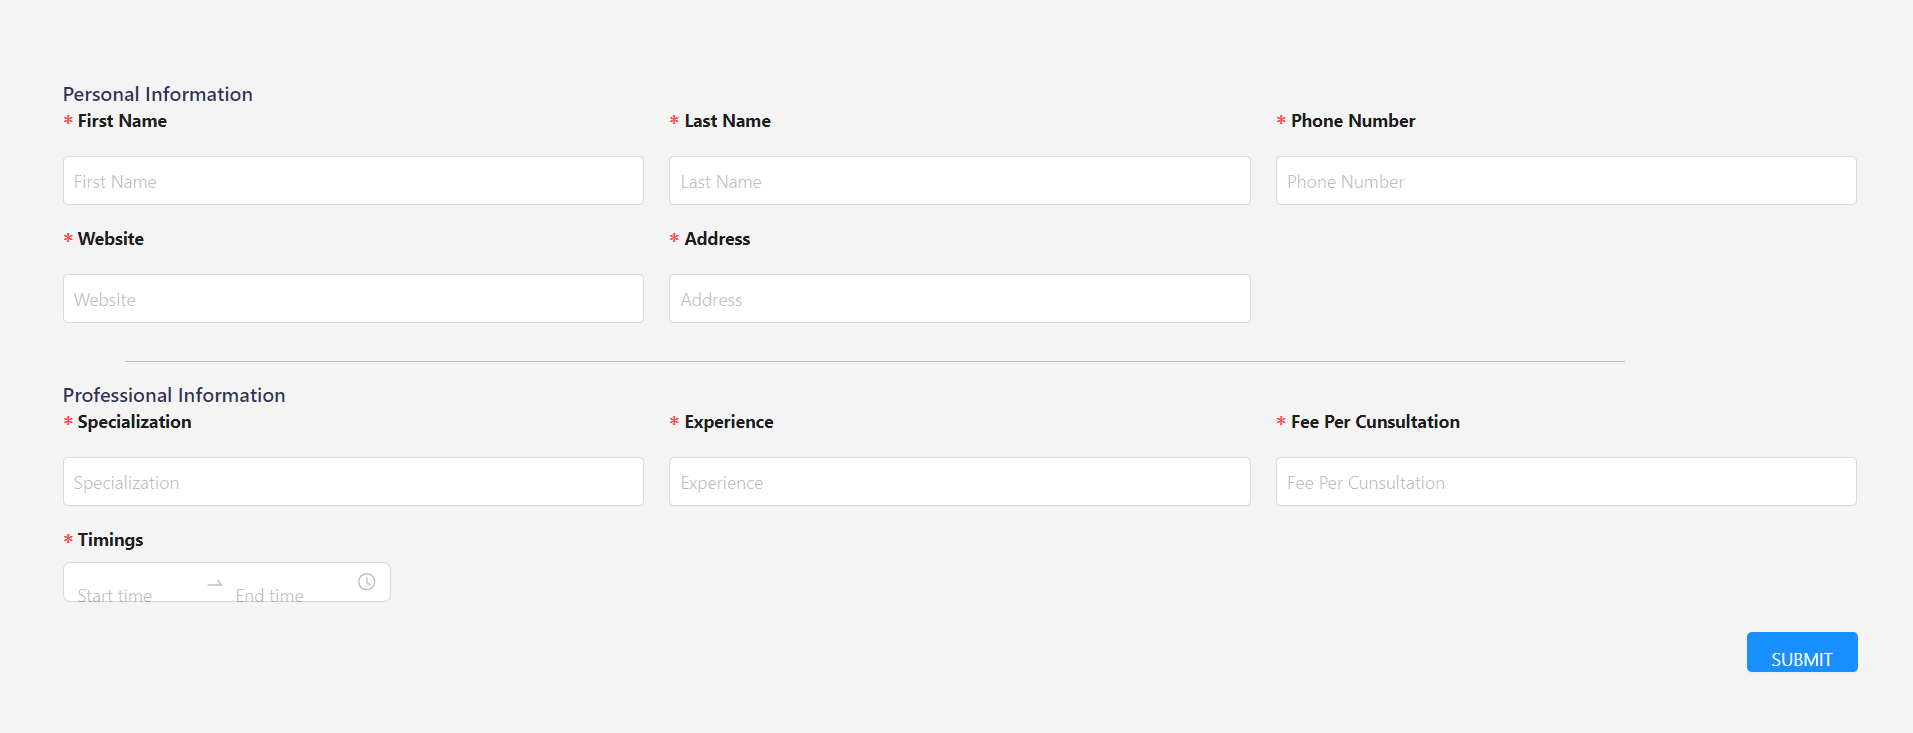 Personal Information
* First Name * Last Name * Phone Number
First Name Last Name Phone Number
* Website * Address
Website Address
Professional Information
* Specialization * Experience * Fee Per Cunsultation
Specialization Experience Fee Per Cunsultation
* Timings
Start time → End time
SUBMIT